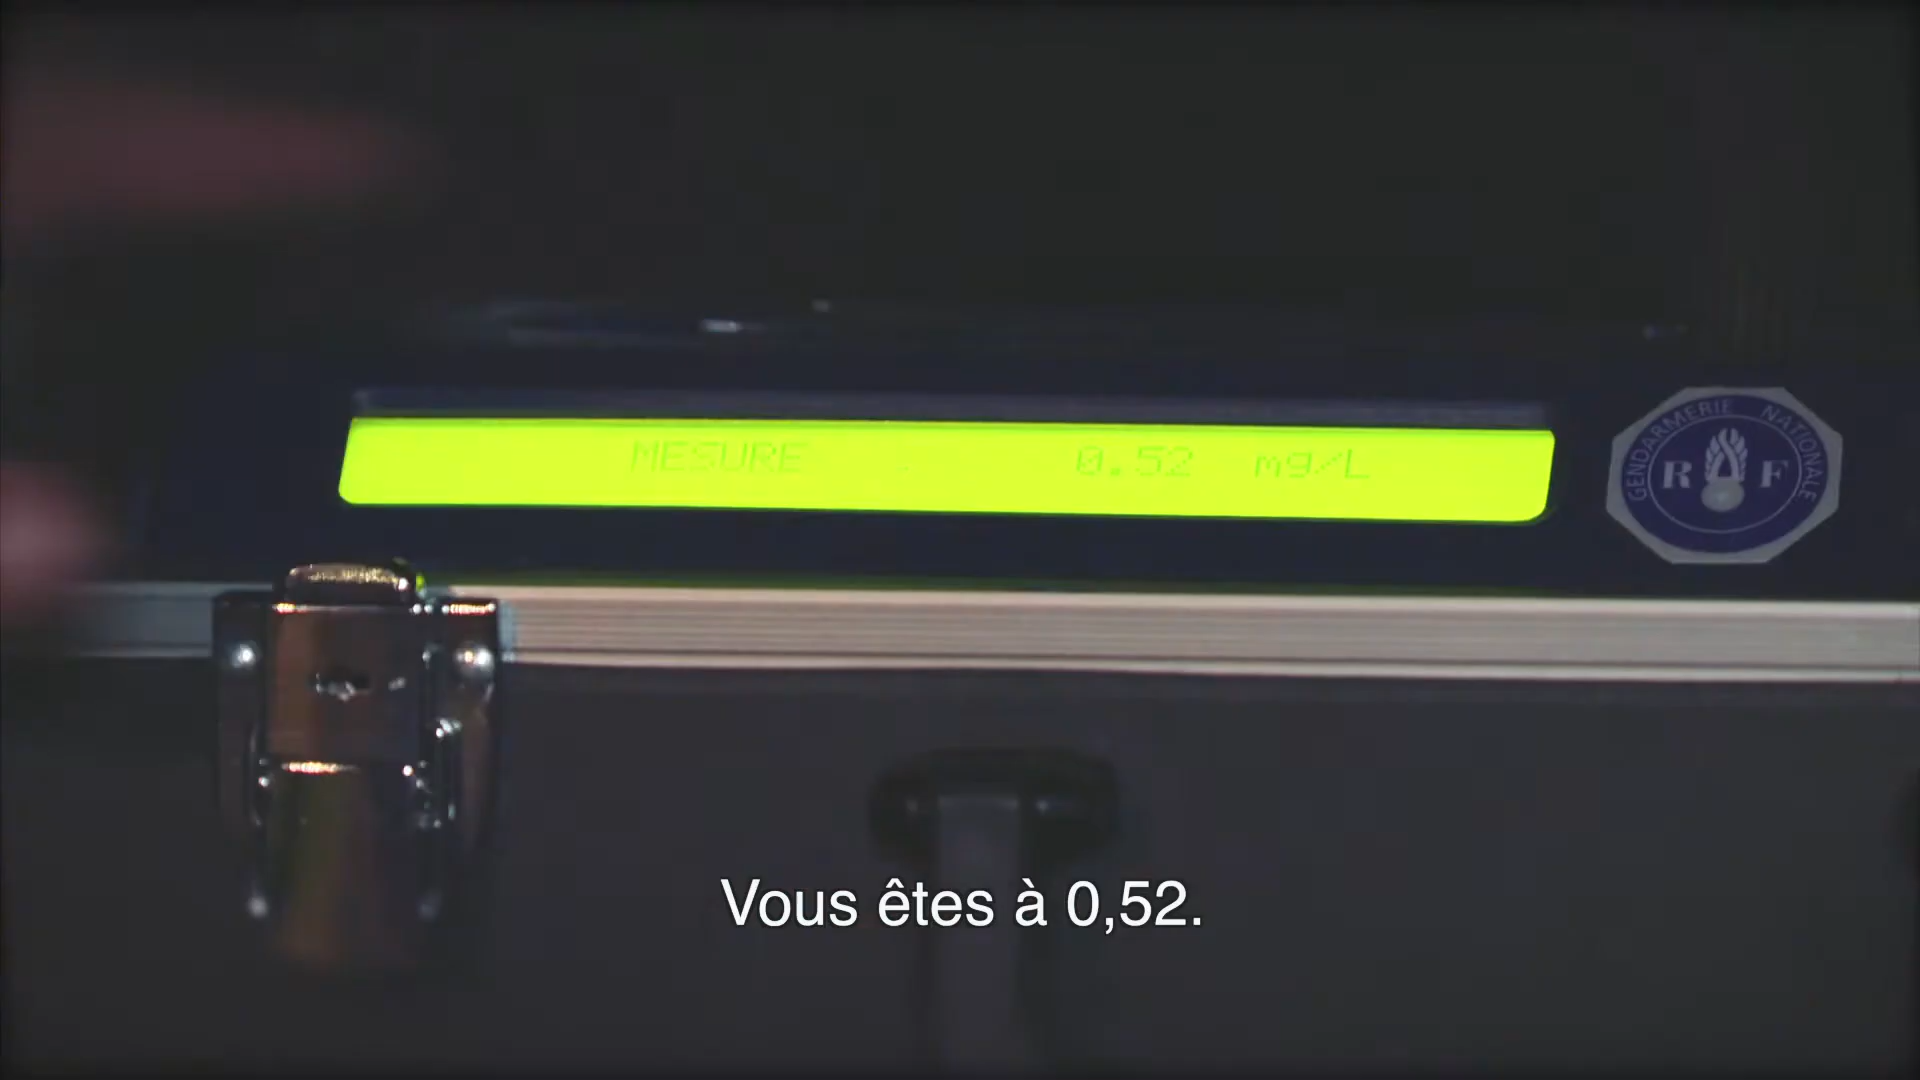 MESURE 0.52 mg/L
GENDARMERIE NATIONALE
R F
Vous êtes à 0,52.